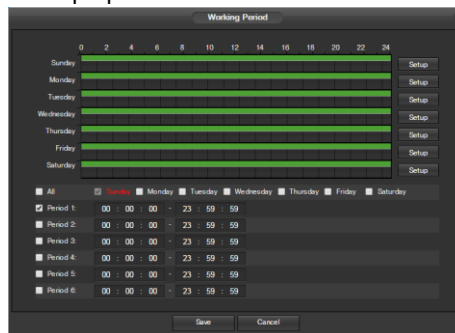 Working Period
0 2 4 6 8 10 12 14 16 18 20 22 24
Sunday Setup
Monday Setup
Tuesday Setup
Wednesday Setup
Thursday Setup
Friday Setup
Saturday Setup
All Sunday Monday Tuesday Wednesday Thursday Friday Saturday
Period 1: 00 : 00 : 00 - 23 : 59 : 59
Period 2: 00 : 00 : 00 - 23 : 59 : 59
Period 3: 00 : 00 : 00 - 23 : 59 : 59
Period 4: 00 : 00 : 00 - 23 : 59 : 59
Period 5: 00 : 00 : 00 - 23 : 59 : 59
Period 6: 00 : 00 : 00 - 23 : 59 : 59
Save Cancel